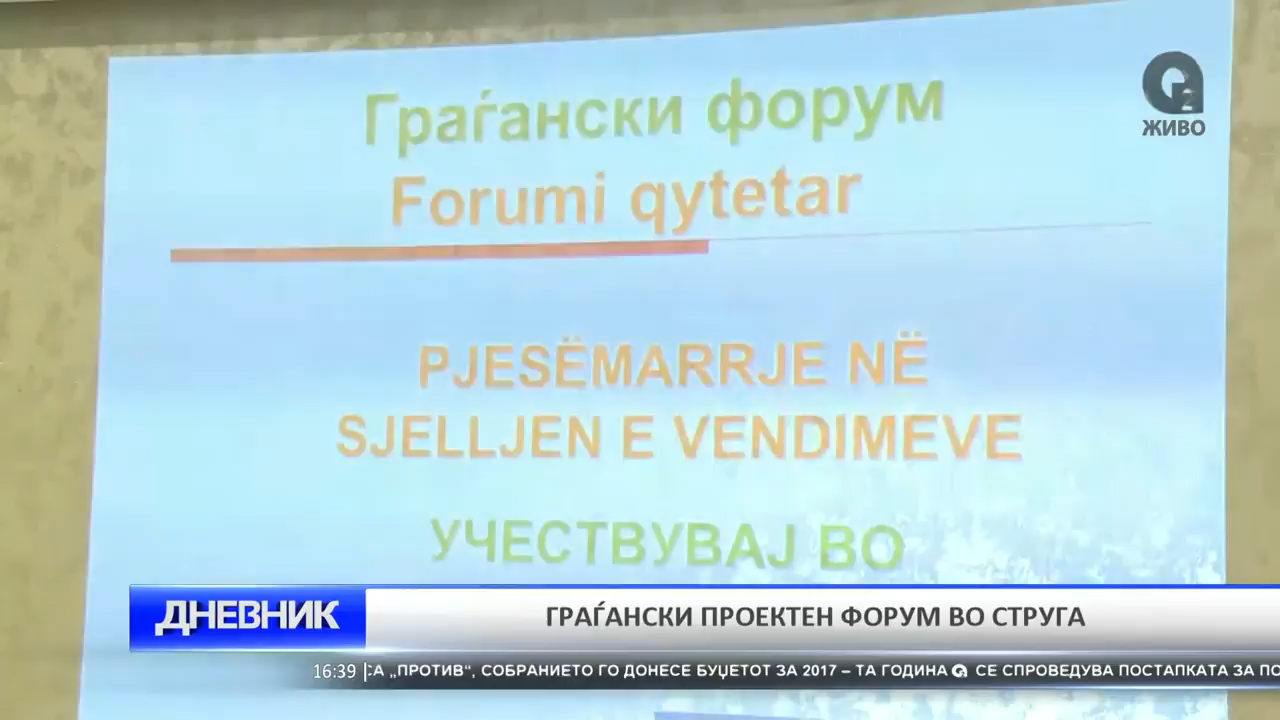 Граѓански форум
Forumi qytetar
PJESËMARRJE NË
SJELLJEN E VENDIMEVE
УЧЕСТВУВАЈ ВО
ЖИВО
ДНЕВНИК
ГРАЃАНСКИ ПРОЕКТЕН ФОРУМ ВО СТРУГА
16:39 „ПРОТИВ“, СОБРАНИЕТО ГО ДОНЕСЕ БУЏЕТОТ ЗА 2017 – ТА ГОДИНА СЕ СПРОВЕДУВА ПОСТАПКАТА ЗА